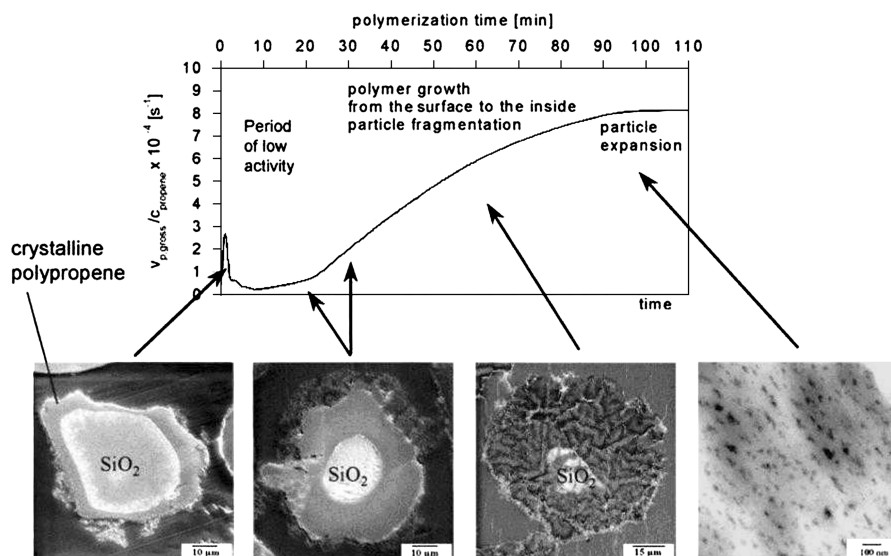 polymerization time [min]
0 10 20 30 40 50 60 70 80 90 100 110
10
9
8
7
6
5
4
3
2
1
0
v_p gross /c_propene x 10^-4 [s^-1]
Period
of low
activity
polymer growth
from the surface to the inside
particle fragmentation
particle
expansion
time
crystalline
polypropene
SiO₂
10 µm
SiO₂
10 µm
SiO₂
15 µm
100 µm